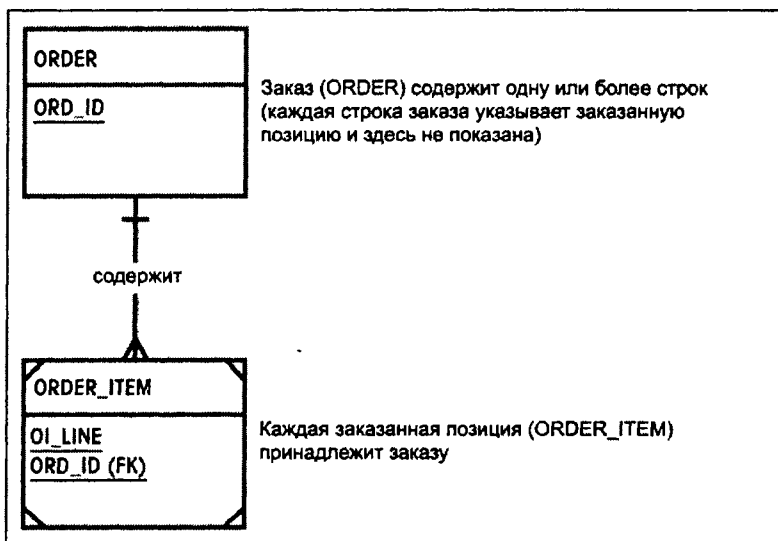 ORDER
ORD_ID
Заказ (ORDER) содержит одну или более строк
(каждая строка заказа указывает заказанную
позицию и здесь не показана)
содержит
ORDER_ITEM
OI_LINE
ORD_ID (FK)
Каждая заказанная позиция (ORDER_ITEM)
принадлежит заказу